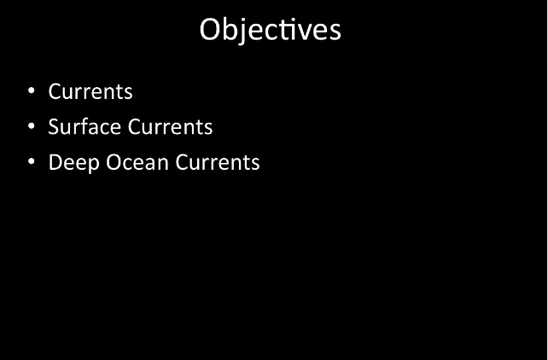 Objectives
• Currents
• Surface Currents
• Deep Ocean Currents